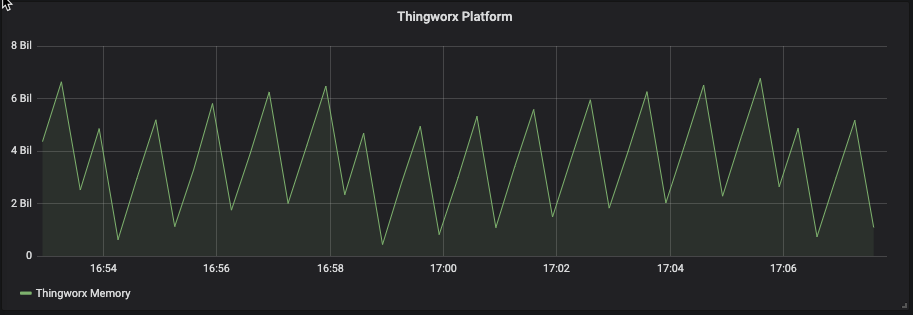 Thingworx Platform
8 Bil
6 Bil
4 Bil
2 Bil
0
16:54 16:56 16:58 17:00 17:02 17:04 17:06
Thingworx Memory